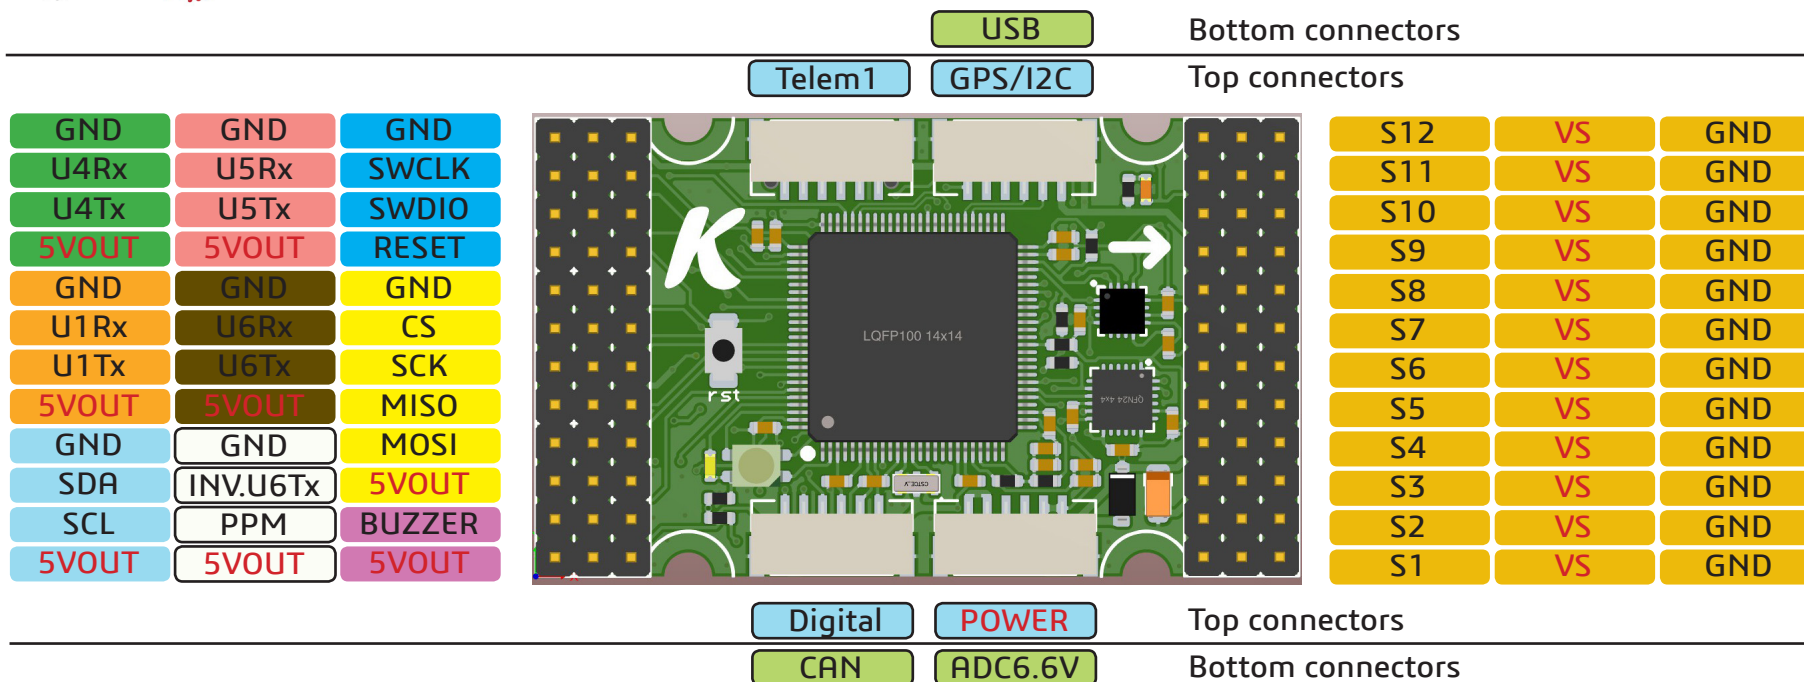 USB Bottom connectors
Telem1 GPS/I2C Top connectors
GND GND GND S12 VS GND
U4Rx U5Rx SWCLK S11 VS GND
U4Tx U5Tx SWDIO S10 VS GND
5VOUT 5VOUT RESET S9 VS GND
GND GND GND S8 VS GND
U1Rx U6Rx CS LQFP100 14x14 S7 VS GND
U1Tx U6Tx SCK S6 VS GND
5VOUT 5VOUT MISO rst QFN24 4x4 S5 VS GND
GND GND MOSI S4 VS GND
SDA INV.U6Tx 5VOUT S3 VS GND
SCL PPM BUZZER S2 VS GND
5VOUT 5VOUT 5VOUT S1 VS GND
K
Digital POWER Top connectors
CAN ADC6.6V Bottom connectors